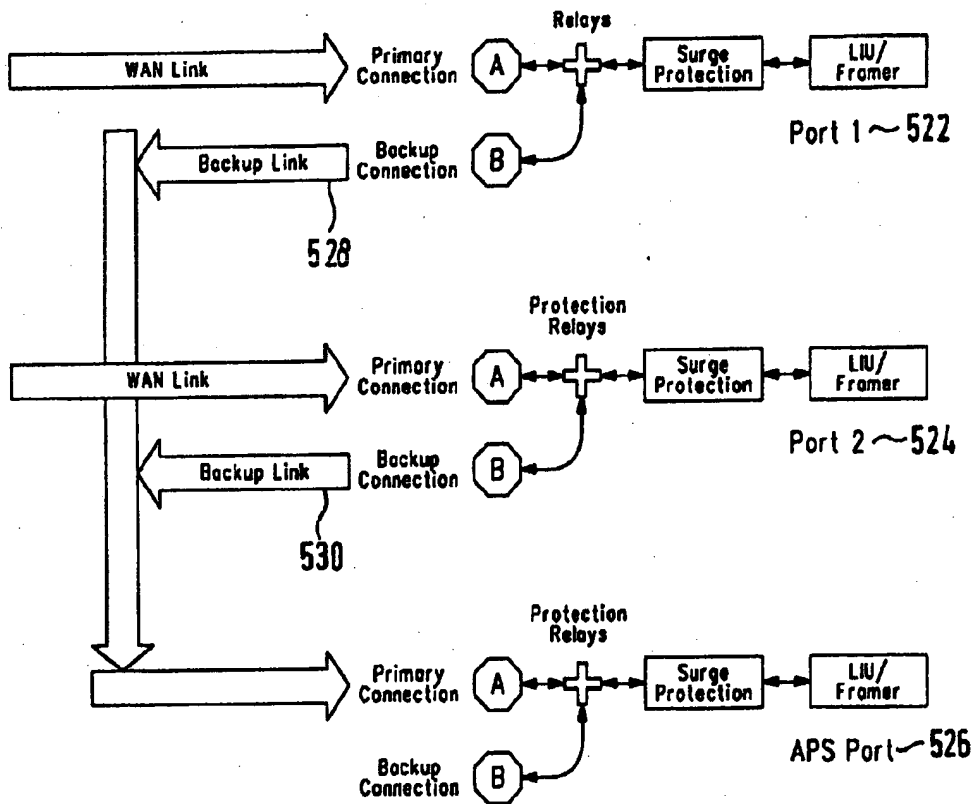 Relays
WAN Link
Primary
Connection
A
Surge
Protection
LIU/
Framer
Port 1 ~ 522
Backup Link
Backup
Connection
B
528
Protection
Relays
WAN Link
Primary
Connection
A
Surge
Protection
LIU/
Framer
Port 2 ~ 524
Backup Link
Backup
Connection
B
530
Protection
Relays
Primary
Connection
A
Surge
Protection
LIU/
Framer
APS Port ~ 526
Backup
Connection
B